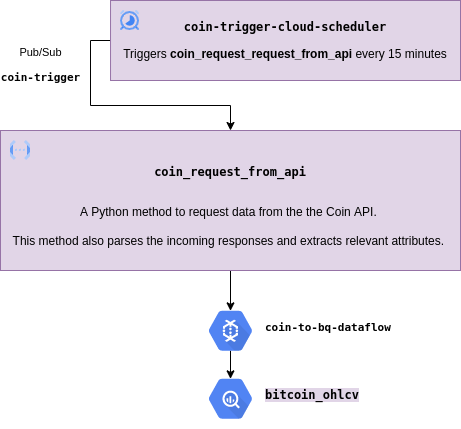 coin-trigger-cloud-scheduler
Triggers coin_request_request_from_api every 15 minutes
Pub/Sub
coin-trigger
coin_request_from_api
A Python method to request data from the the Coin API.
This method also parses the incoming responses and extracts relevant attributes.
coin-to-bq-dataflow
bitcoin_ohlcv